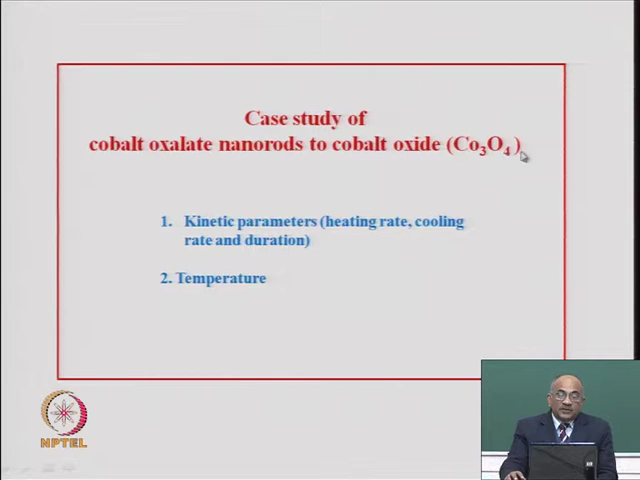 Case study of
cobalt oxalate nanorods to cobalt oxide (Co₃O₄ )
1. Kinetic parameters (heating rate, cooling
rate and duration)
2. Temperature
NPTEL